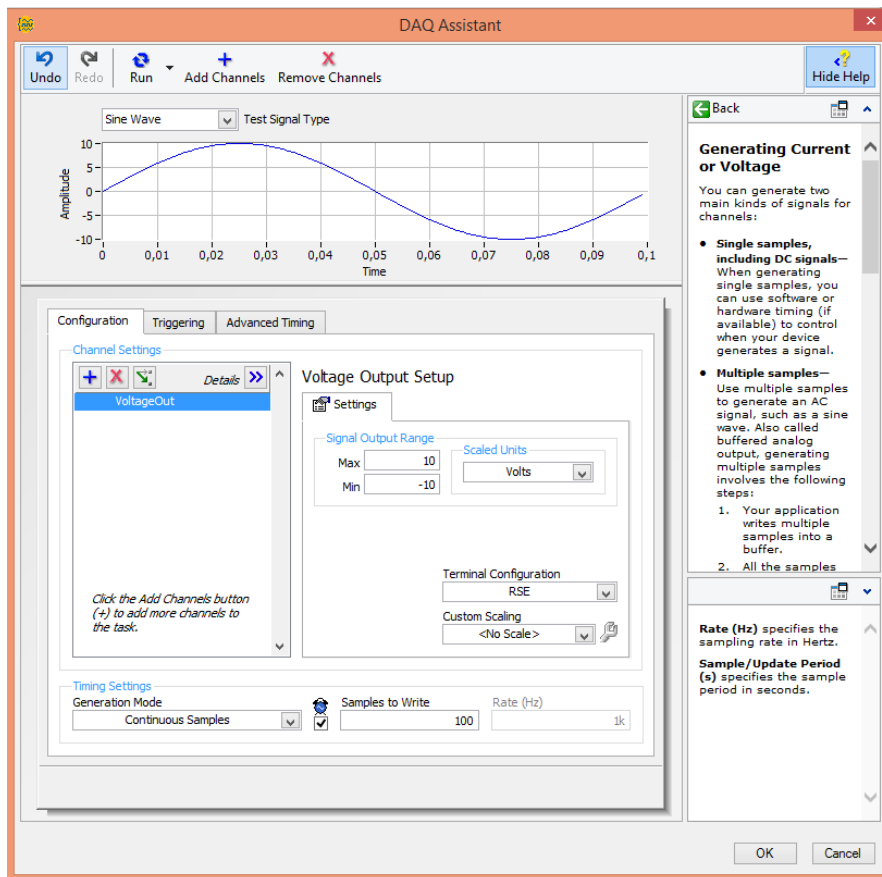 DAQ Assistant
Undo Redo Run Add Channels Remove Channels Hide Help
Sine Wave Test Signal Type
Amplitude
10
5
0
-5
-10
0 0,01 0,02 0,03 0,04 0,05 0,06 0,07 0,08 0,09 0,1
Time
Configuration Triggering Advanced Timing
Channel Settings
Details
VoltageOut
Click the Add Channels button
(+) to add more channels to
the task.
Voltage Output Setup
Settings
Signal Output Range
Max 10
Min -10
Scaled Units
Volts
Terminal Configuration
RSE
Custom Scaling
<No Scale>
Timing Settings
Generation Mode Samples to Write Rate (Hz)
Continuous Samples 100 1k
Back
Generating Current
or Voltage
You can generate two
main kinds of signals for
channels:
• Single samples,
including DC signals—
When generating
single samples, you
can use software or
hardware timing (if
available) to control
when your device
generates a signal.
• Multiple samples—
Use multiple samples
to generate an AC
signal, such as a sine
wave. Also called
buffered analog
output, generating
multiple samples
involves the following
steps:
1. Your application
writes multiple
samples into a
buffer.
2. All the samples
Rate (Hz) specifies the
sampling rate in Hertz.
Sample/Update Period
(s) specifies the sample
period in seconds.
OK Cancel